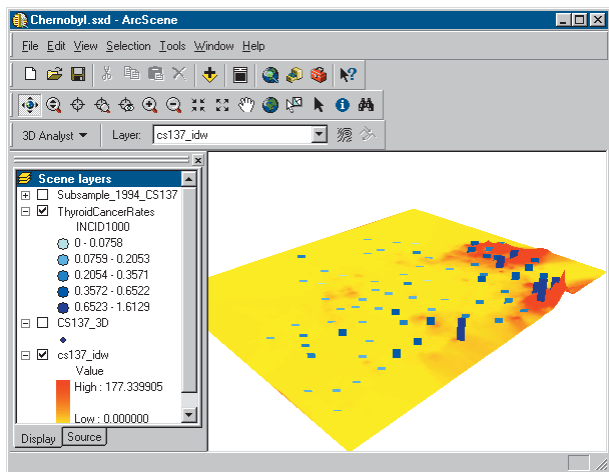 Chernobyl.sxd - ArcScene
File Edit View Selection Tools Window Help
3D Analyst Layer: cs137_idw
Scene layers
Subsample_1994_CS137
ThyroidCancerRates
INCID1000
0 - 0.0758
0.0759 - 0.2053
0.2054 - 0.3571
0.3572 - 0.6522
0.6523 - 1.6129
CS137_3D
cs137_idw
Value
High : 177.339905
Low : 0.000000
Display Source